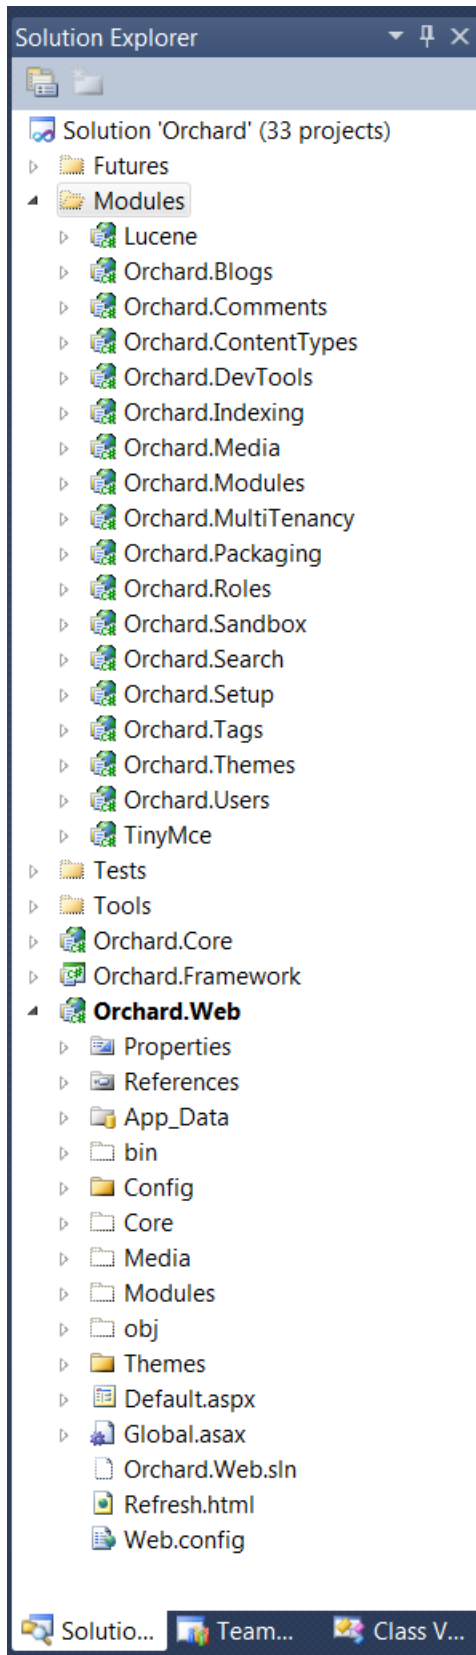 Solution Explorer
Solution 'Orchard' (33 projects)
Futures
Modules
Lucene
Orchard.Blogs
Orchard.Comments
Orchard.ContentTypes
Orchard.DevTools
Orchard.Indexing
Orchard.Media
Orchard.Modules
Orchard.MultiTenancy
Orchard.Packaging
Orchard.Roles
Orchard.Sandbox
Orchard.Search
Orchard.Setup
Orchard.Tags
Orchard.Themes
Orchard.Users
TinyMce
Tests
Tools
Orchard.Core
Orchard.Framework
Orchard.Web
Properties
References
App_Data
bin
Config
Core
Media
Modules
obj
Themes
Default.aspx
Global.asax
Orchard.Web.sln
Refresh.html
Web.config
Solutio... Team... Class V...